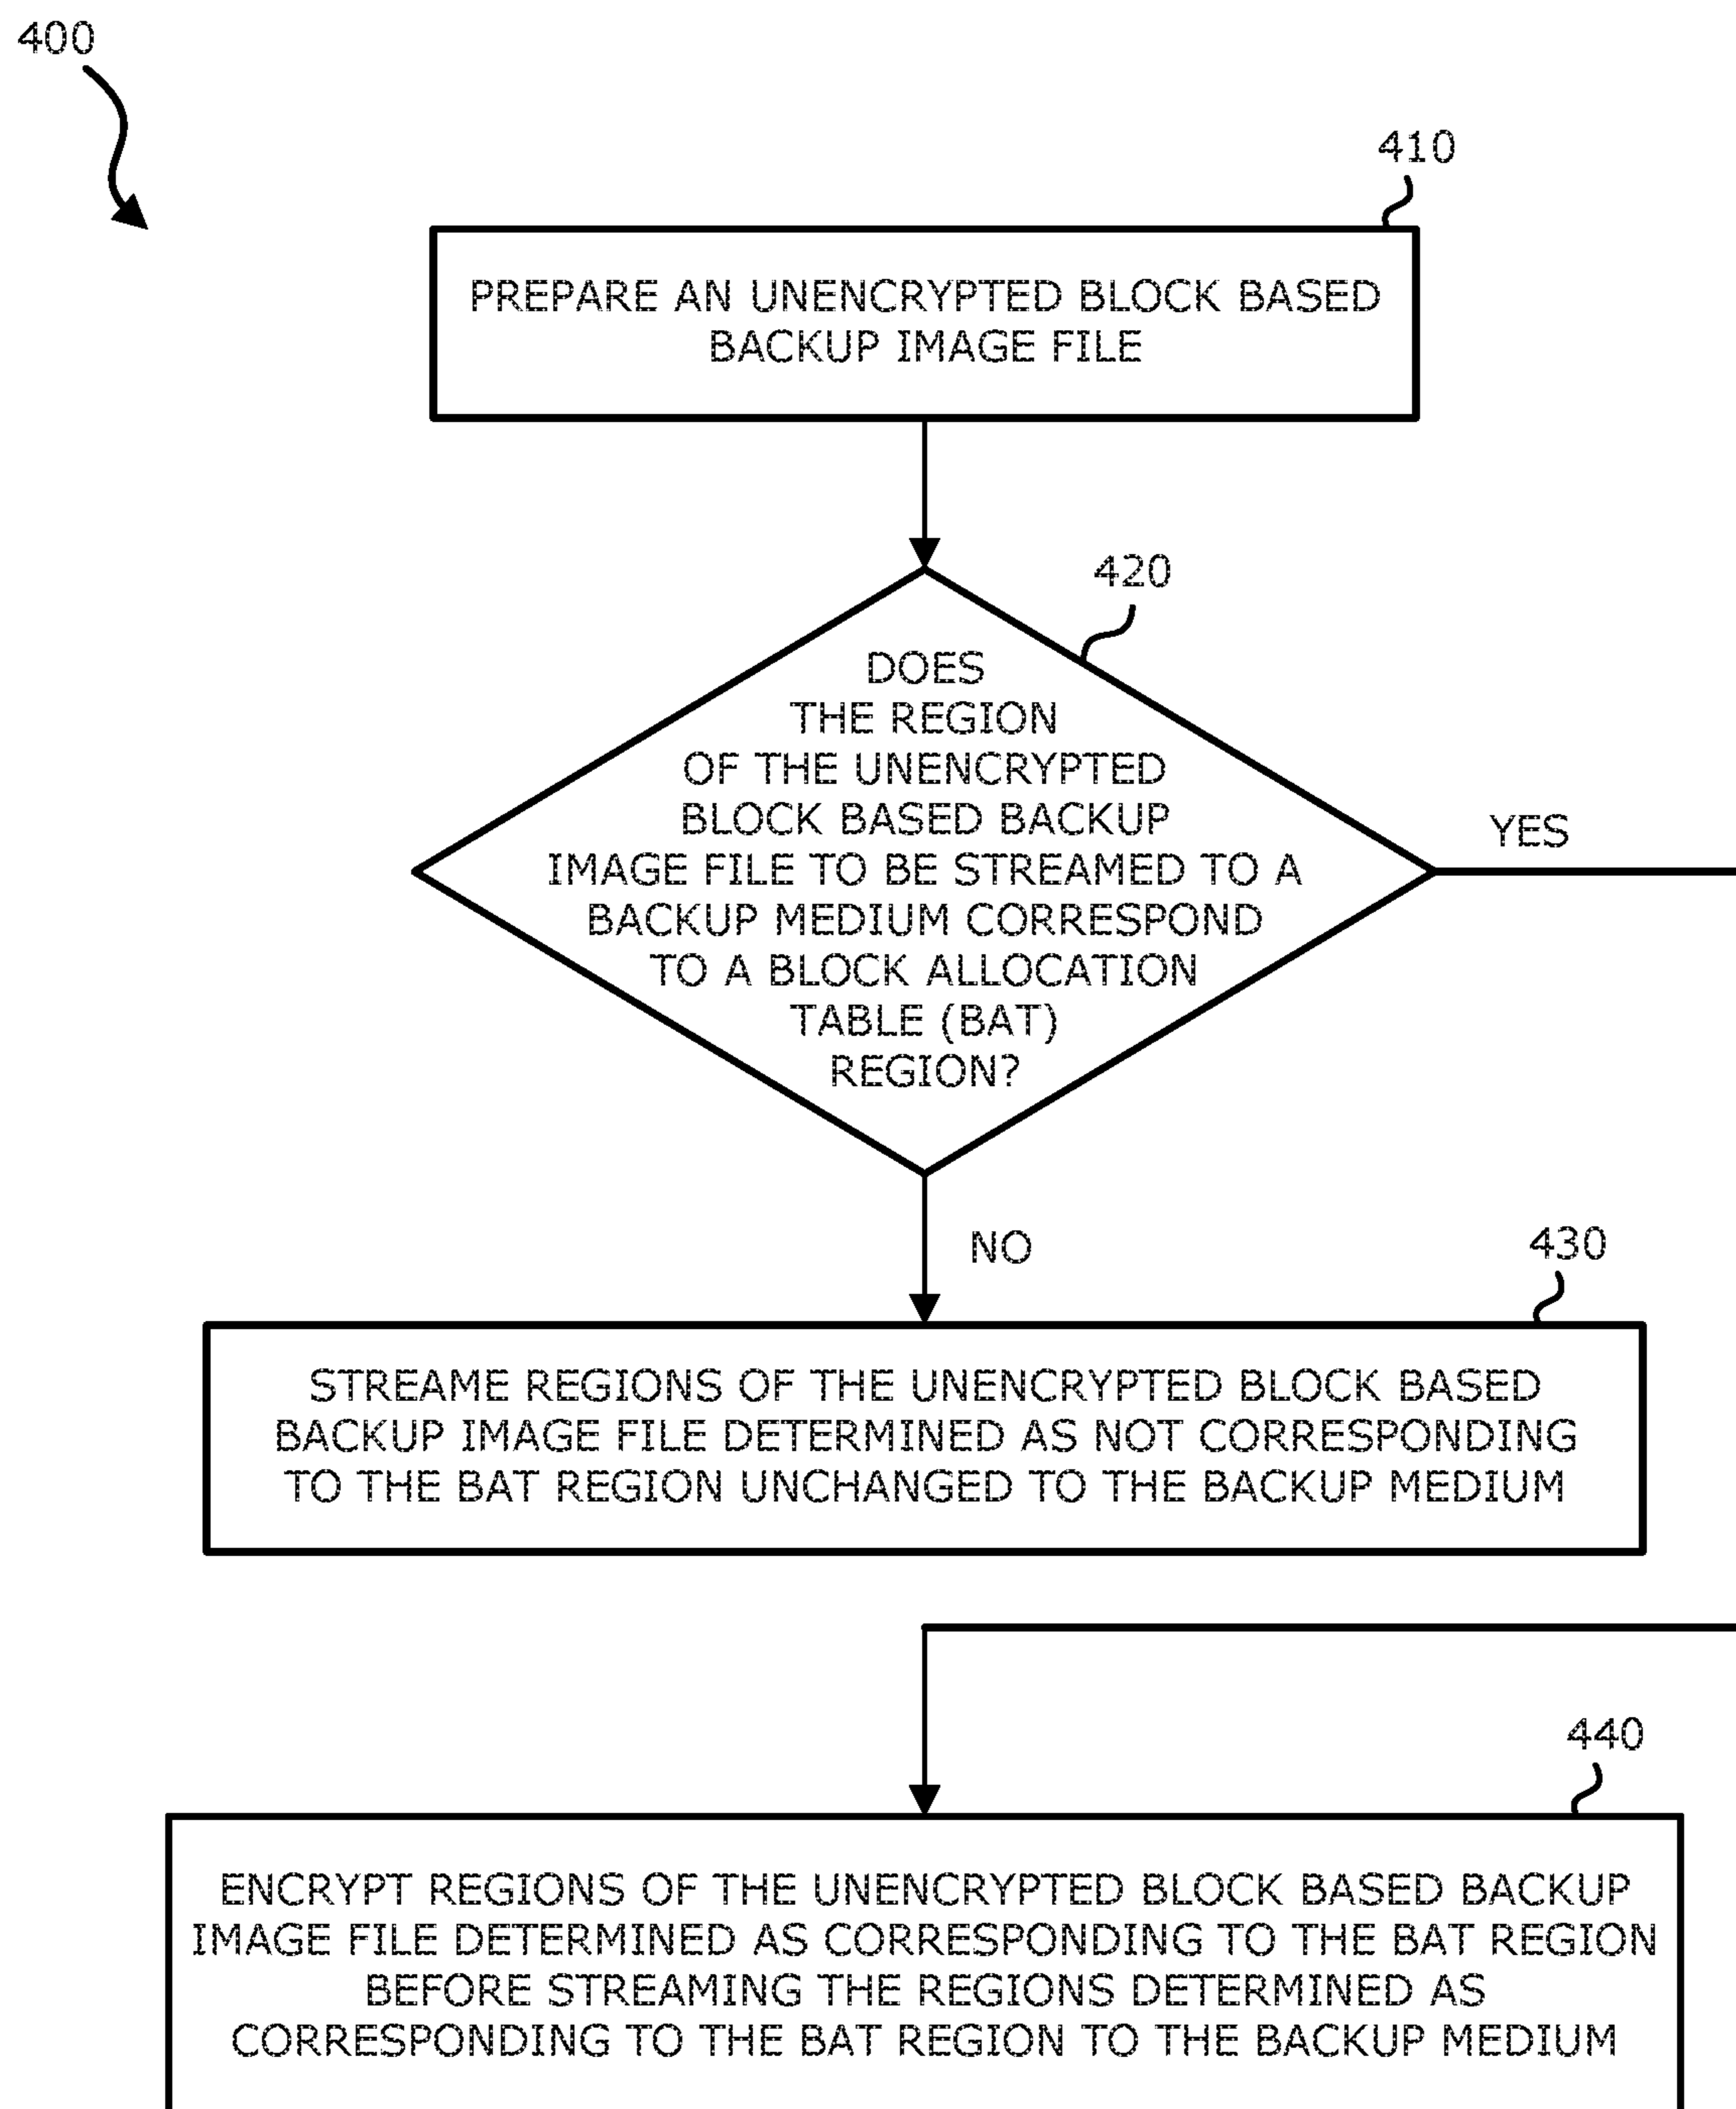 400
410
PREPARE AN UNENCRYPTED BLOCK BASED
BACKUP IMAGE FILE
420
DOES
THE REGION
OF THE UNENCRYPTED
BLOCK BASED BACKUP
IMAGE FILE TO BE STREAMED TO A
BACKUP MEDIUM CORRESPOND
TO A BLOCK ALLOCATION
TABLE (BAT)
REGION?
YES
NO
430
STREAME REGIONS OF THE UNENCRYPTED BLOCK BASED
BACKUP IMAGE FILE DETERMINED AS NOT CORRESPONDING
TO THE BAT REGION UNCHANGED TO THE BACKUP MEDIUM
440
ENCRYPT REGIONS OF THE UNENCRYPTED BLOCK BASED BACKUP
IMAGE FILE DETERMINED AS CORRESPONDING TO THE BAT REGION
BEFORE STREAMING THE REGIONS DETERMINED AS
CORRESPONDING TO THE BAT REGION TO THE BACKUP MEDIUM